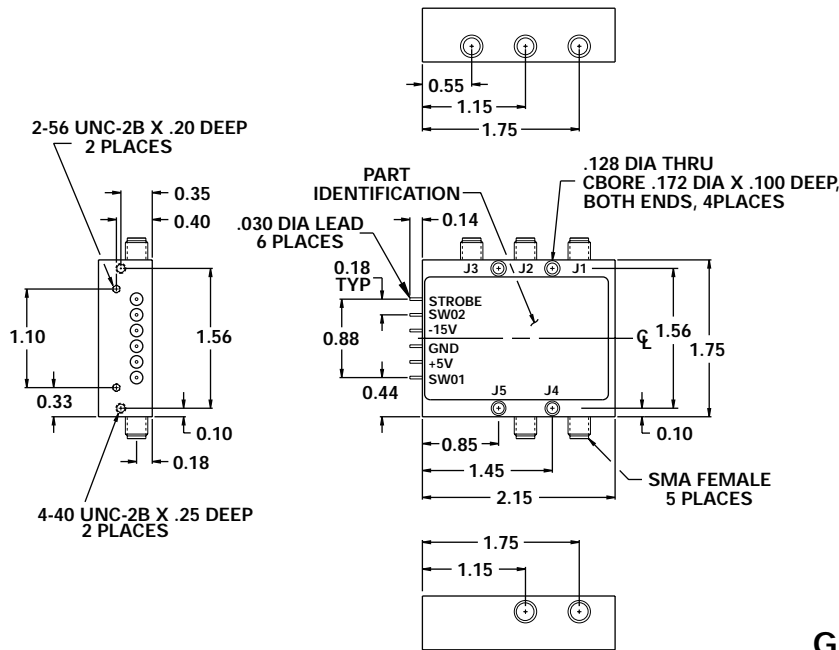 0.55
1.15
1.75
2-56 UNC-2B X .20 DEEP
2 PLACES
PART
IDENTIFICATION
.128 DIA THRU
CBORE .172 DIA X .100 DEEP,
BOTH ENDS, 4PLACES
0.35
0.40
.030 DIA LEAD
6 PLACES
0.14
J3
J2
J1
0.18
TYP
STROBE
SW02
-15V
GND
+5V
SW01
1.10
1.56
0.88
℄
1.56
1.75
0.33
0.44
J5
J4
0.10
0.18
0.85
0.10
1.45
2.15
SMA FEMALE
5 PLACES
4-40 UNC-2B X .25 DEEP
2 PLACES
1.75
1.15
G